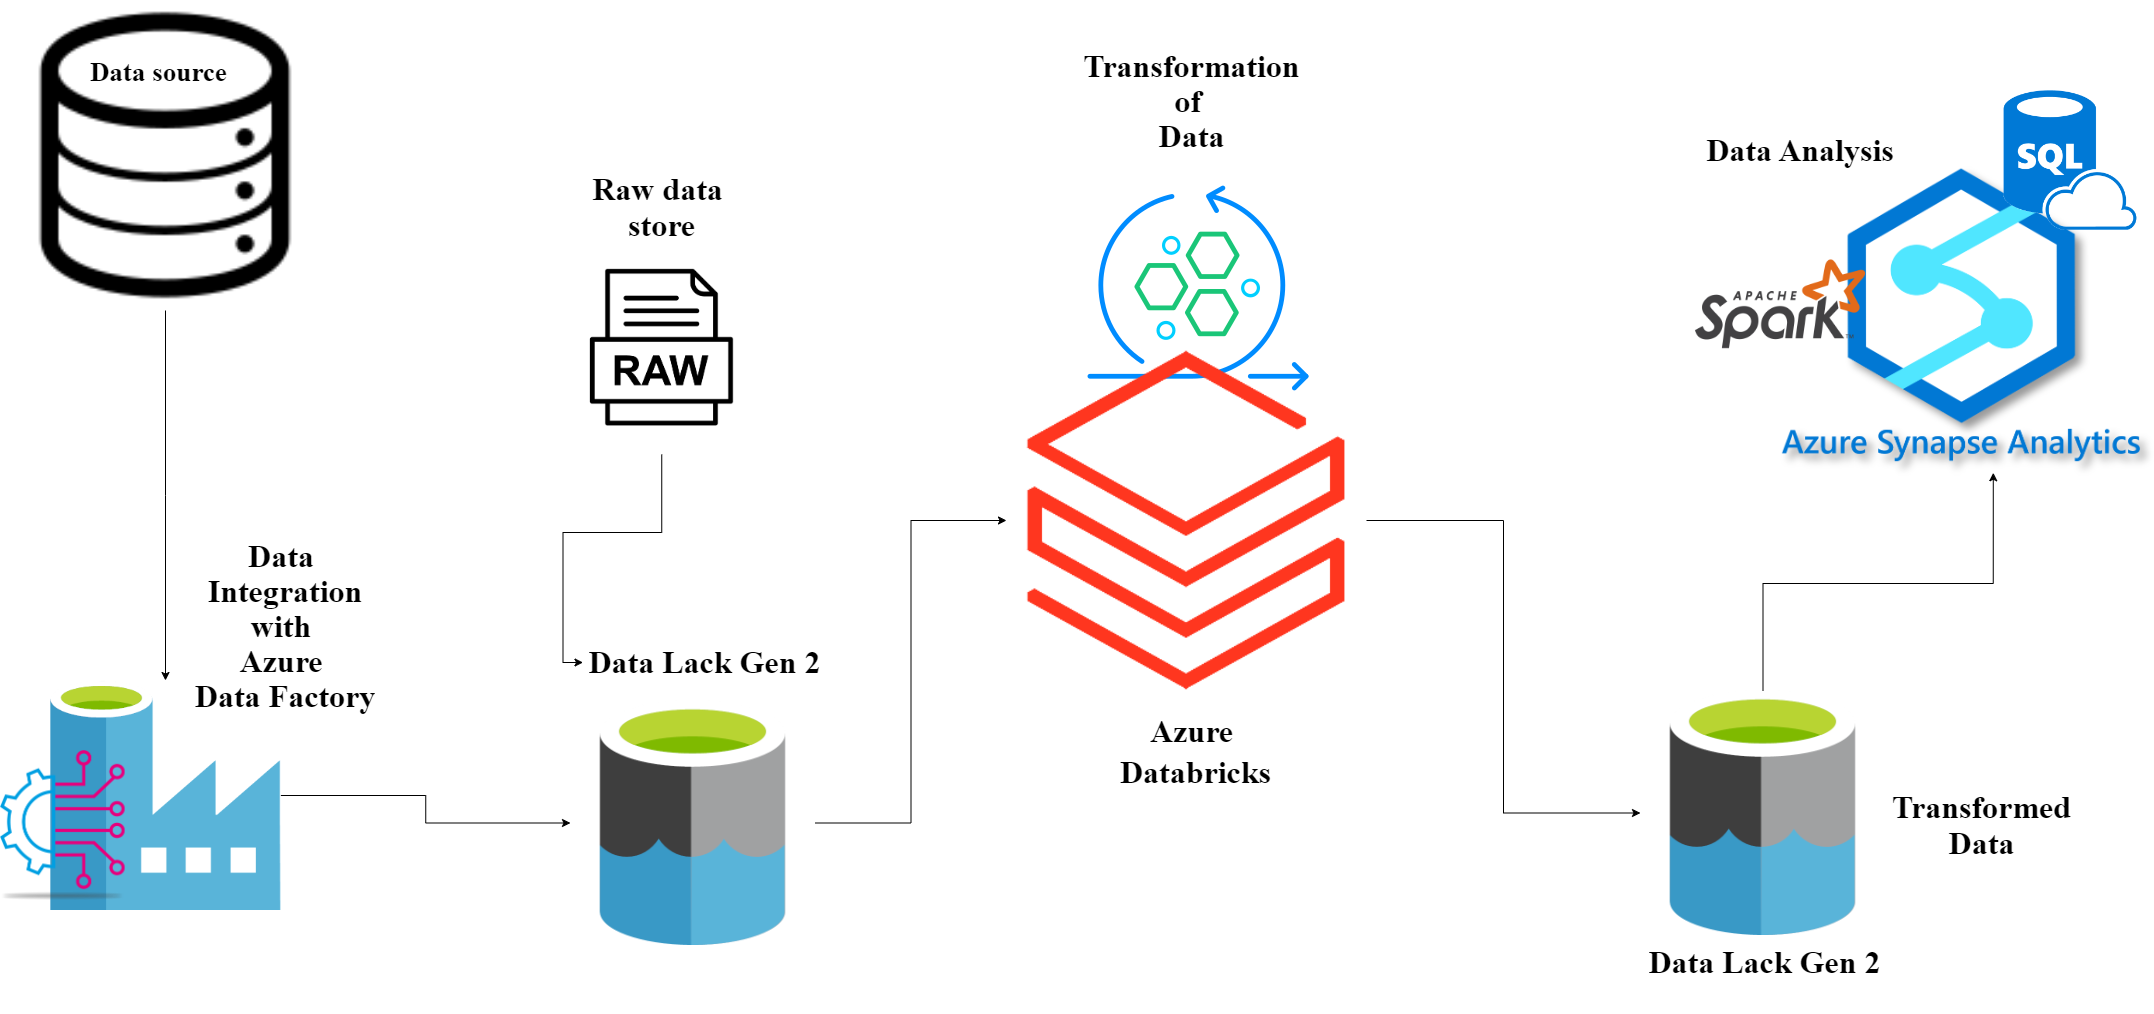 Data source
Data
Integration
with
Azure
Data Factory
Raw data
store
RAW
Data Lack Gen 2
Transformation
of
Data
Azure
Databricks
Data Analysis
SQL
APACHE
Spark
Azure Synapse Analytics
Transformed
Data
Data Lack Gen 2